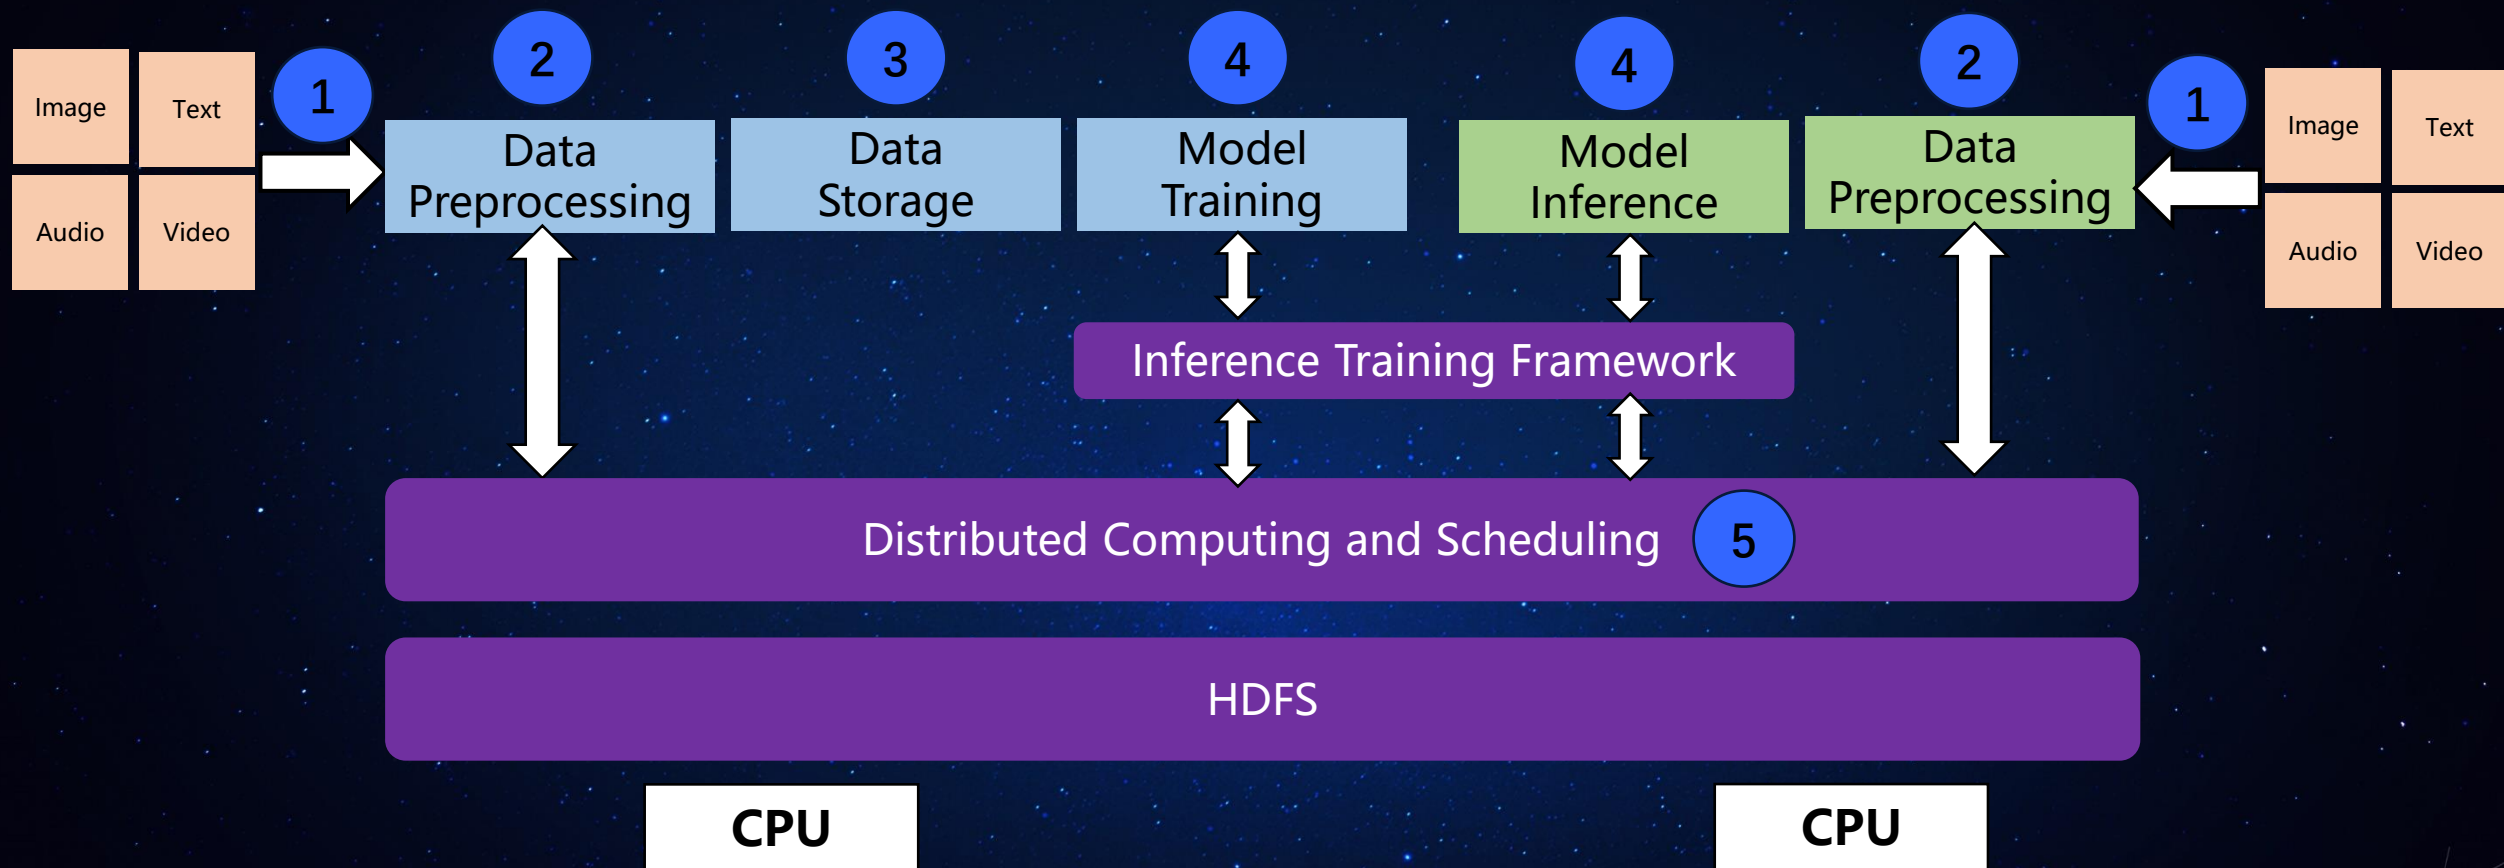 2
3
4
4
2
1
1
Image
Text
Image
Text
Data
Preprocessing
Data
Storage
Model
Training
Model
Inference
Data
Preprocessing
Audio
Video
Audio
Video
Inference Training Framework
Distributed Computing and Scheduling
5
HDFS
CPU
CPU